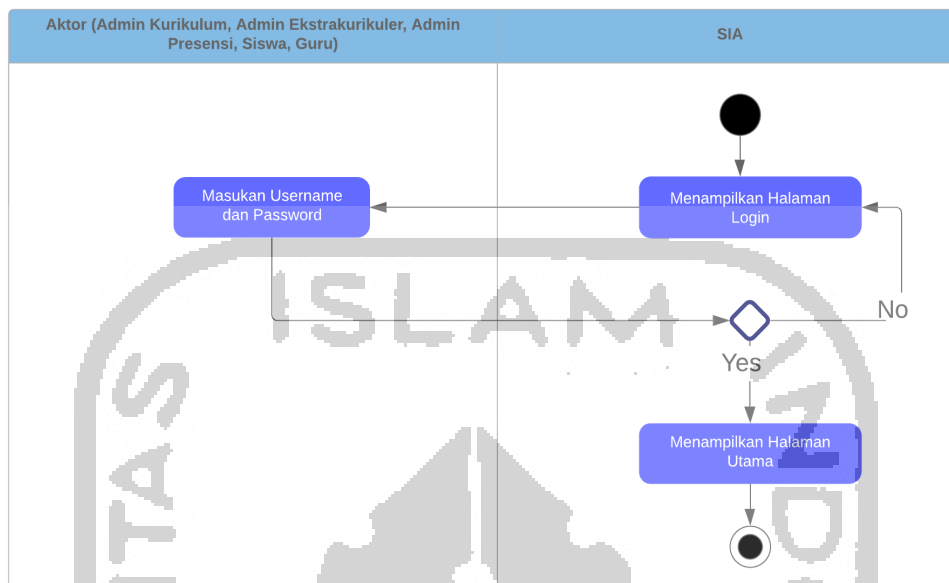 Aktor (Admin Kurikulum, Admin Ekstrakurikuler, Admin
Presensi, Siswa, Guru)
SIA
Menampilkan Halaman
Login
Masukan Username
dan Password
No
Yes
Menampilkan Halaman
Utama
ISLAM
ITAS